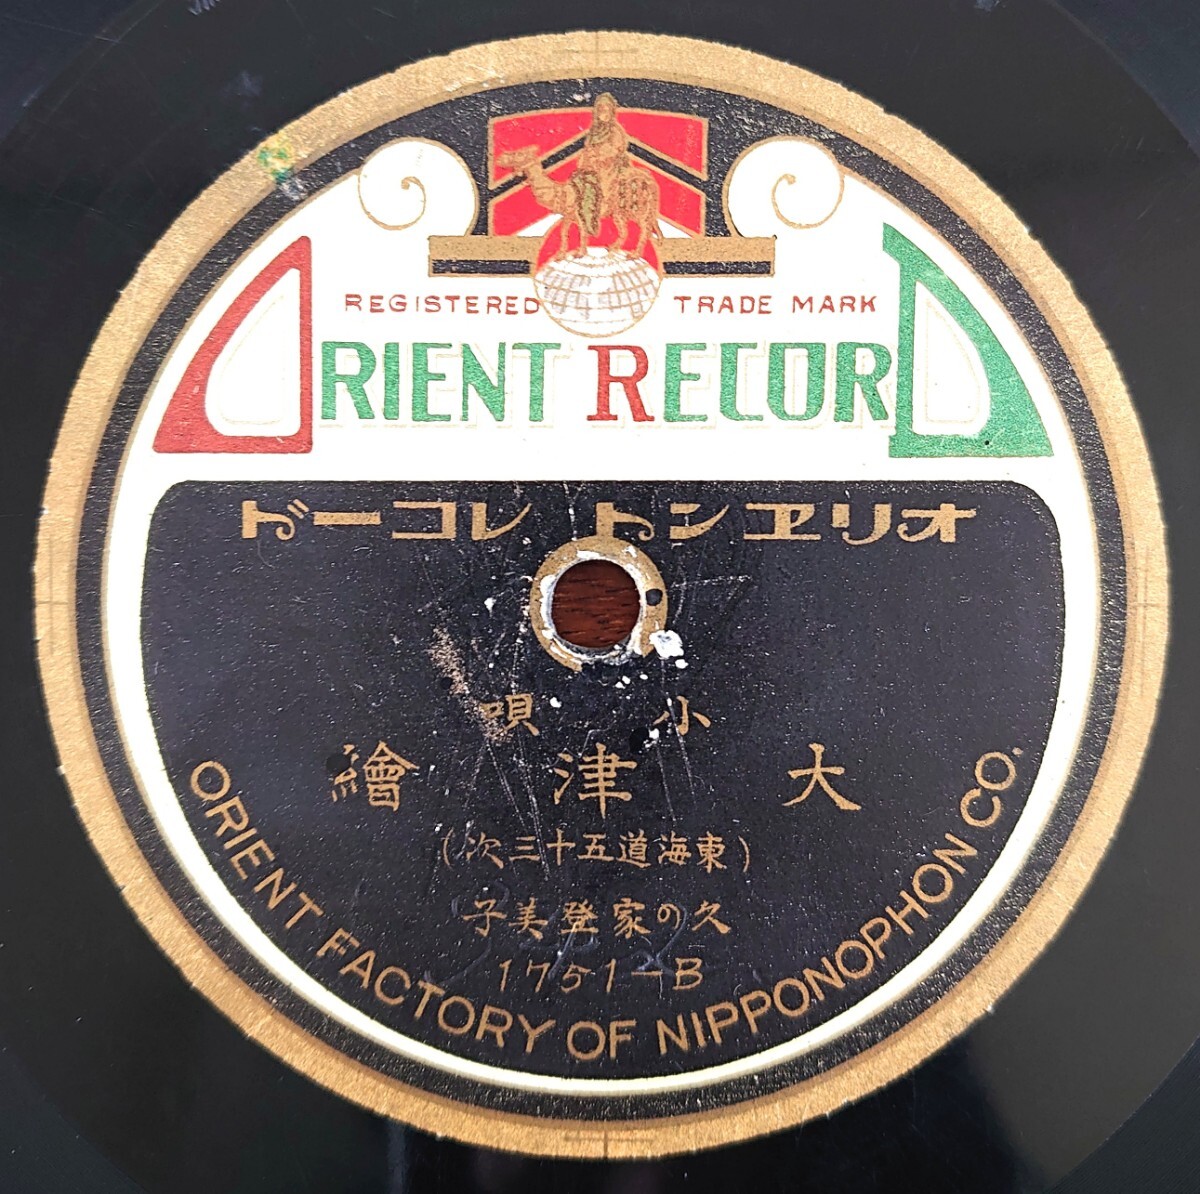 REGISTERED TRADE MARK
ORIENT RECORD
オリヱントレコード
小唄
大津繪
(東海道五十三次)
久の家登美子
1751-B
ORIENT FACTORY OF NIPPONOPHON CO.